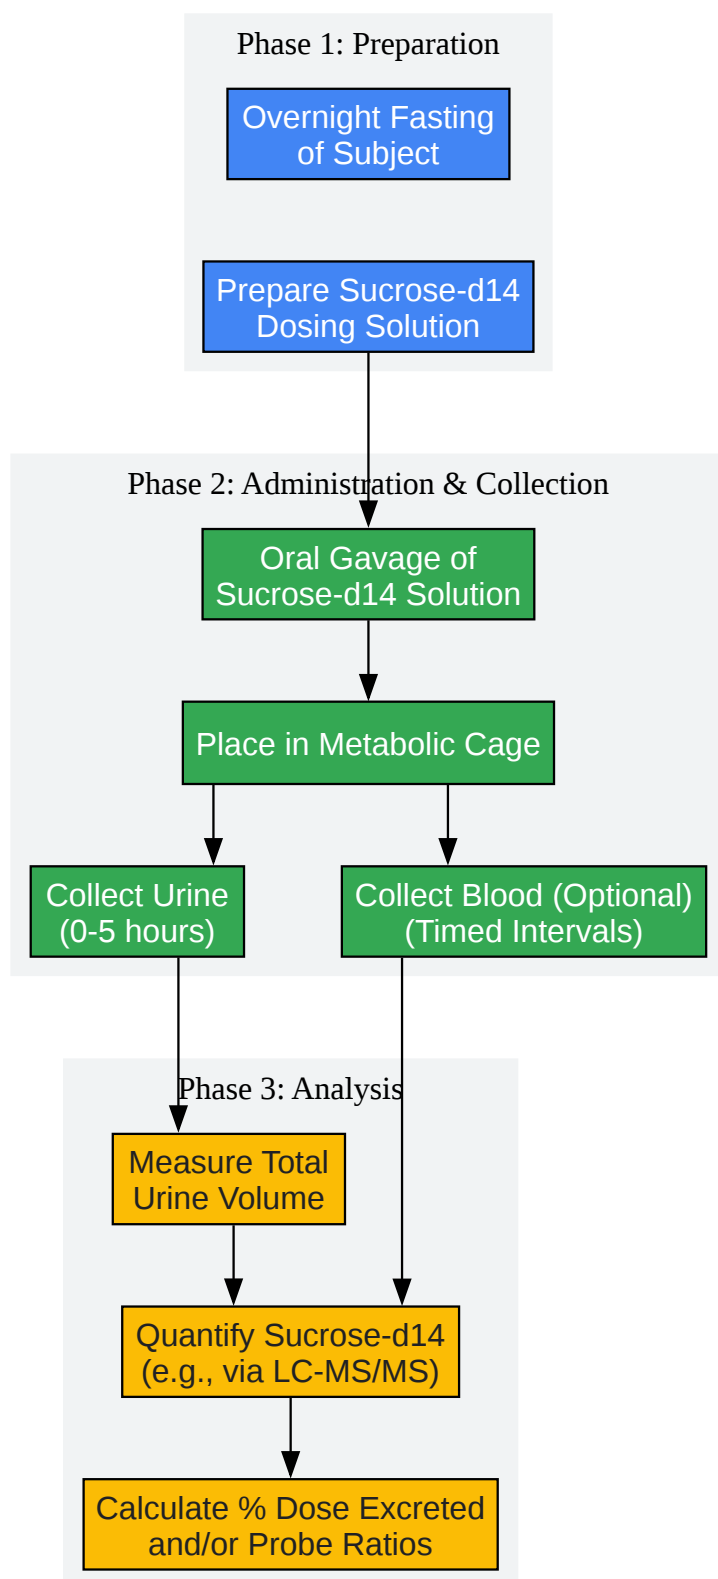 Phase 1: Preparation
Overnight Fasting
of Subject
Prepare Sucrose-d14
Dosing Solution
Phase 2: Administration & Collection
Oral Gavage of
Sucrose-d14 Solution
Place in Metabolic Cage
Collect Urine
(0-5 hours)
Collect Blood (Optional)
(Timed Intervals)
Phase 3: Analysis
Measure Total
Urine Volume
Quantify Sucrose-d14
(e.g., via LC-MS/MS)
Calculate % Dose Excreted
and/or Probe Ratios